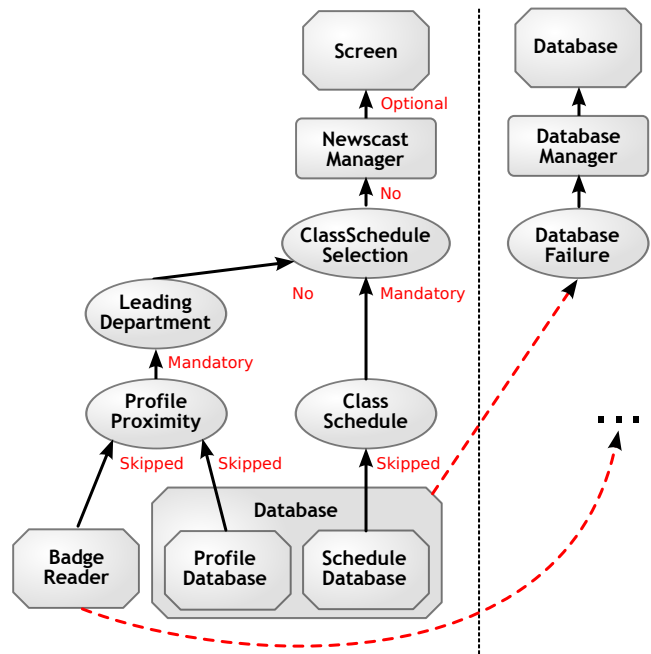 Screen
Database
Optional
Newscast
Manager
Database
Manager
No
ClassSchedule
Selection
Database
Failure
No
Mandatory
Leading
Department
Mandatory
Profile
Proximity
Class
Schedule
Skipped
Skipped
Skipped
Database
Badge
Reader
Profile
Database
Schedule
Database
...